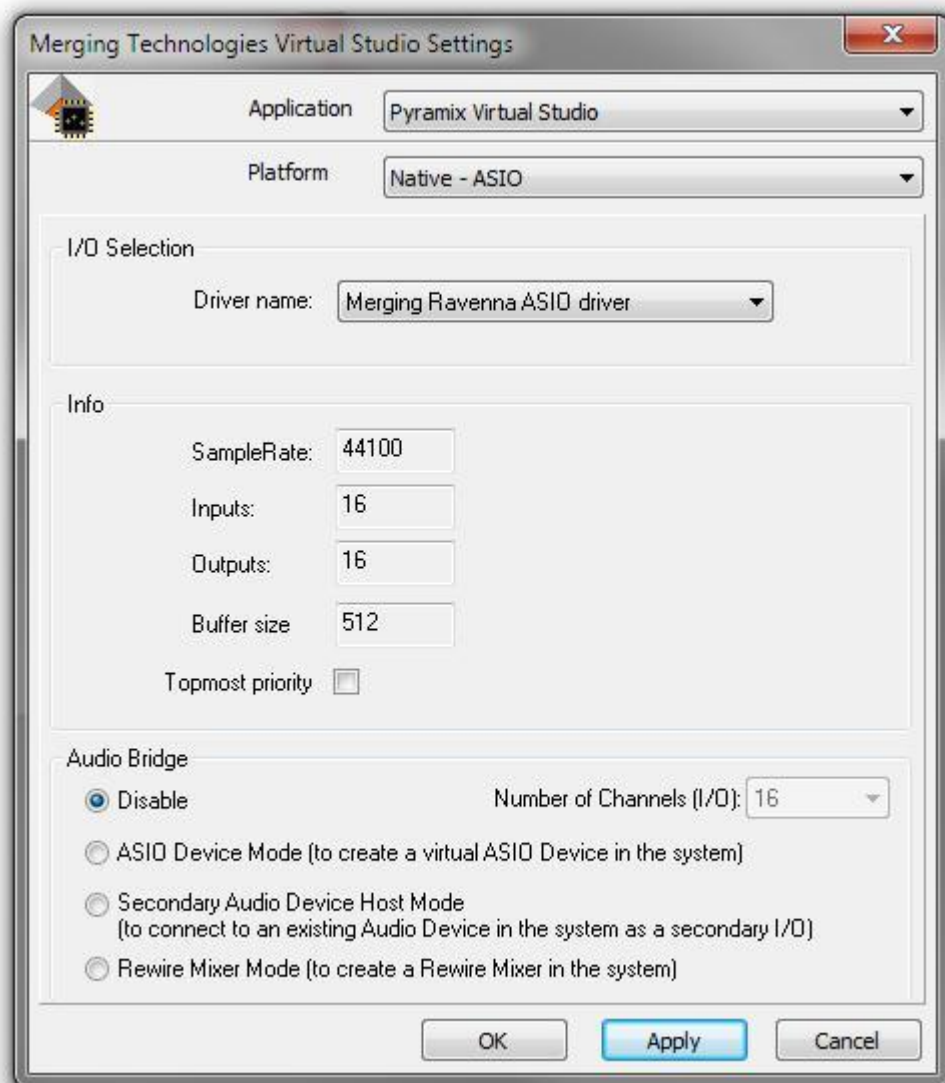 Merging Technologies Virtual Studio Settings
Application Pyramix Virtual Studio
Platform Native - ASIO
I/O Selection
Driver name: Merging Ravenna ASIO driver
Info
SampleRate: 44100
Inputs: 16
Outputs: 16
Buffer size 512
Topmost priority
Audio Bridge
Disable Number of Channels (I/O): 16
ASIO Device Mode (to create a virtual ASIO Device in the system)
Secondary Audio Device Host Mode
(to connect to an existing Audio Device in the system as a secondary I/O)
Rewire Mixer Mode (to create a Rewire Mixer in the system)
OK Apply Cancel